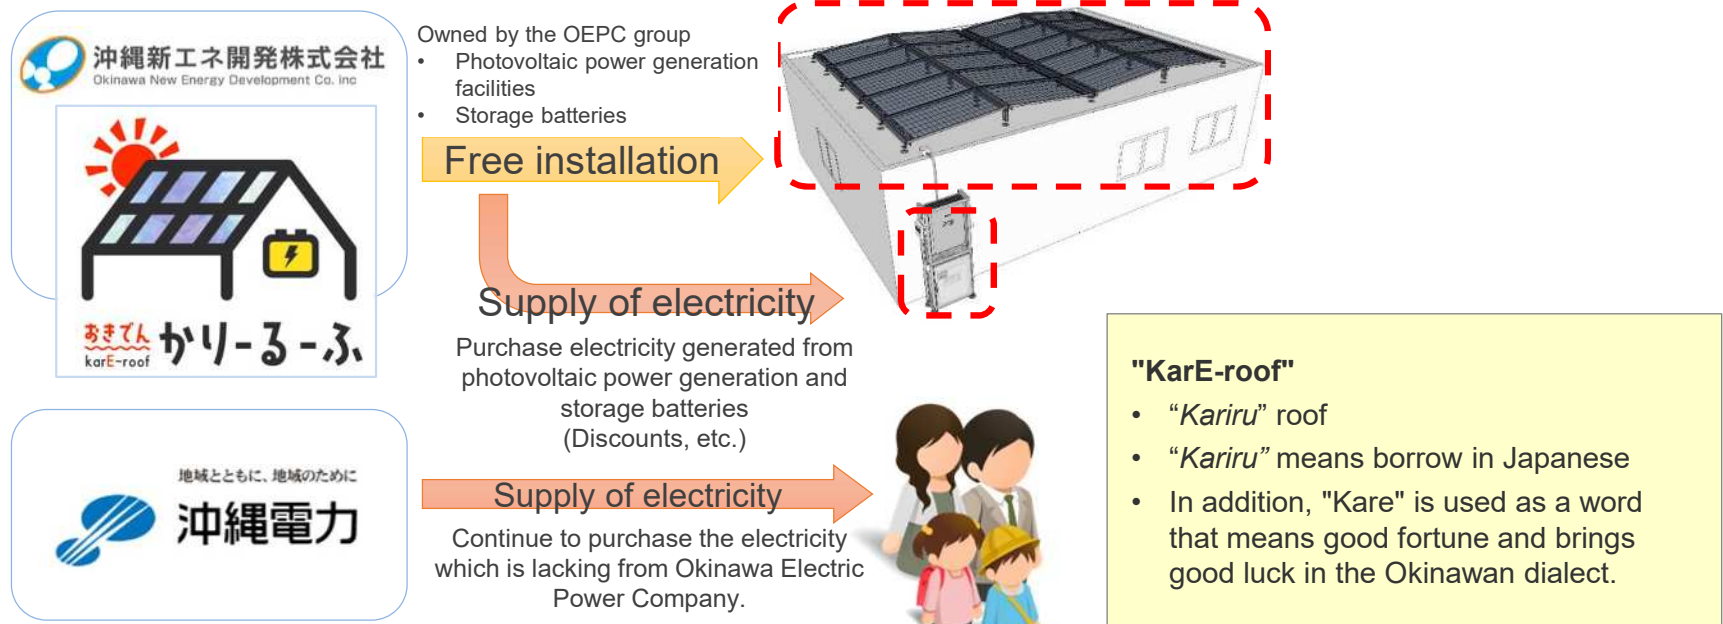 沖縄新エネ開発株式会社
Okinawa New Energy Development Co. Inc
おきでん
karE-roof
かりーるーふ
Owned by the OEPC group
• Photovoltaic power generation
facilities
• Storage batteries
Free installation
Supply of electricity
Purchase electricity generated from
photovoltaic power generation and
storage batteries
(Discounts, etc.)
地域とともに、地域のために
沖縄電力
Supply of electricity
Continue to purchase the electricity
which is lacking from Okinawa Electric
Power Company.
"KarE-roof"
• “Kariru” roof
• “Kariru” means borrow in Japanese
• In addition, "Kare" is used as a word
that means good fortune and brings
good luck in the Okinawan dialect.